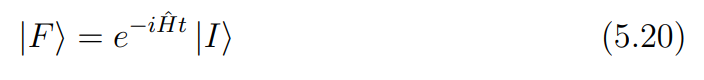 |F⟩ = e^{-iĤt} |I⟩ (5.20)